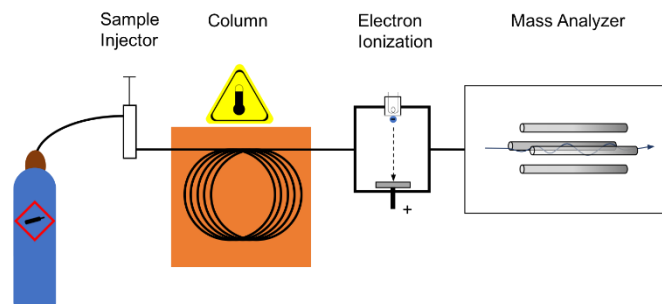 Sample
Injector
Column
Electron
Ionization
Mass Analyzer
+